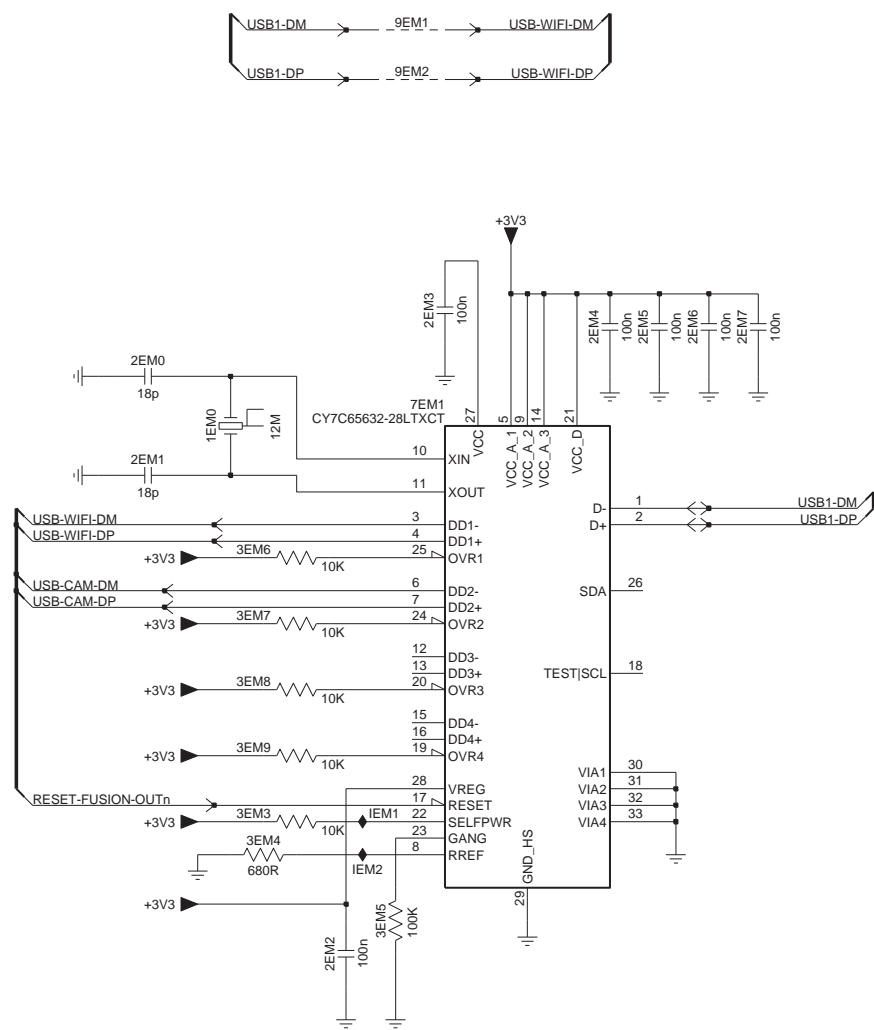 USB1-DM 9EM1 USB-WIFI-DM
USB1-DP 9EM2 USB-WIFI-DP
+3V3
2EM3 100n
2EM4 100n 2EM5 100n 2EM6 100n 2EM7 100n
2EM0
18p
1EM0 12M
2EM1
18p
7EM1
CY7C65632-28LTXCT
27 5 9 14 21
VCC VCC_A_1 VCC_A_2 VCC_A_3 VCC_D
10 XIN
11 XOUT
USB-WIFI-DM 3 DD1-
USB-WIFI-DP 4 DD1+
+3V3 3EM6 10K 25 OVR1
USB-CAM-DM 6 DD2-
USB-CAM-DP 7 DD2+
+3V3 3EM7 10K 24 OVR2
12 DD3-
13 DD3+
+3V3 3EM8 10K 20 OVR3
15 DD4-
16 DD4+
+3V3 3EM9 10K 19 OVR4
28 VREG
RESET-FUSION-OUTn 17 RESET
+3V3 3EM3 10K IEM1 22 SELFPWR
23 GANG
3EM4 680R IEM2 8 RREF
D- 1 USB1-DM
D+ 2 USB1-DP
SDA 26
TEST|SCL 18
VIA1 30
VIA2 31
VIA3 32
VIA4 33
GND_HS
29
+3V3
2EM2 100n
3EM5 100K